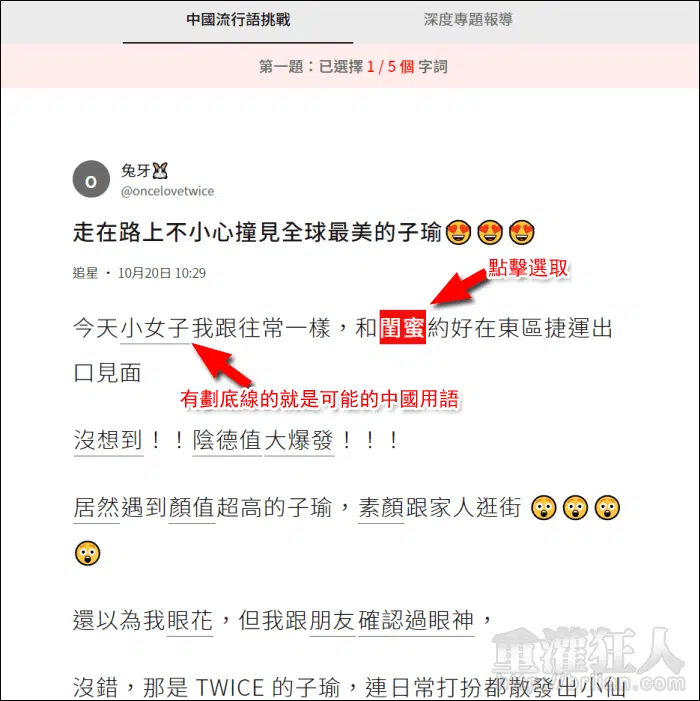 中國流行語挑戰
深度專題報導
第一題：已選擇 1 / 5 個 字詞
o
兔牙🐰
@oncelovetwice
走在路上不小心撞見全球最美的子瑜😍😍😍
追星 · 10月20日 10:29
點擊選取
今天小女子我跟往常一樣，和閨蜜約好在東區捷運出
口見面
有劃底線的就是可能的中國用語
沒想到！！陰德值大爆發！！！
居然遇到顏值超高的子瑜，素顏跟家人逛街 😲😲😲
😲
還以為我眼花，但我跟朋友確認過眼神，
重灌狂人
沒錯，那是 TWICE 的子瑜，連日常打扮都散發出小仙